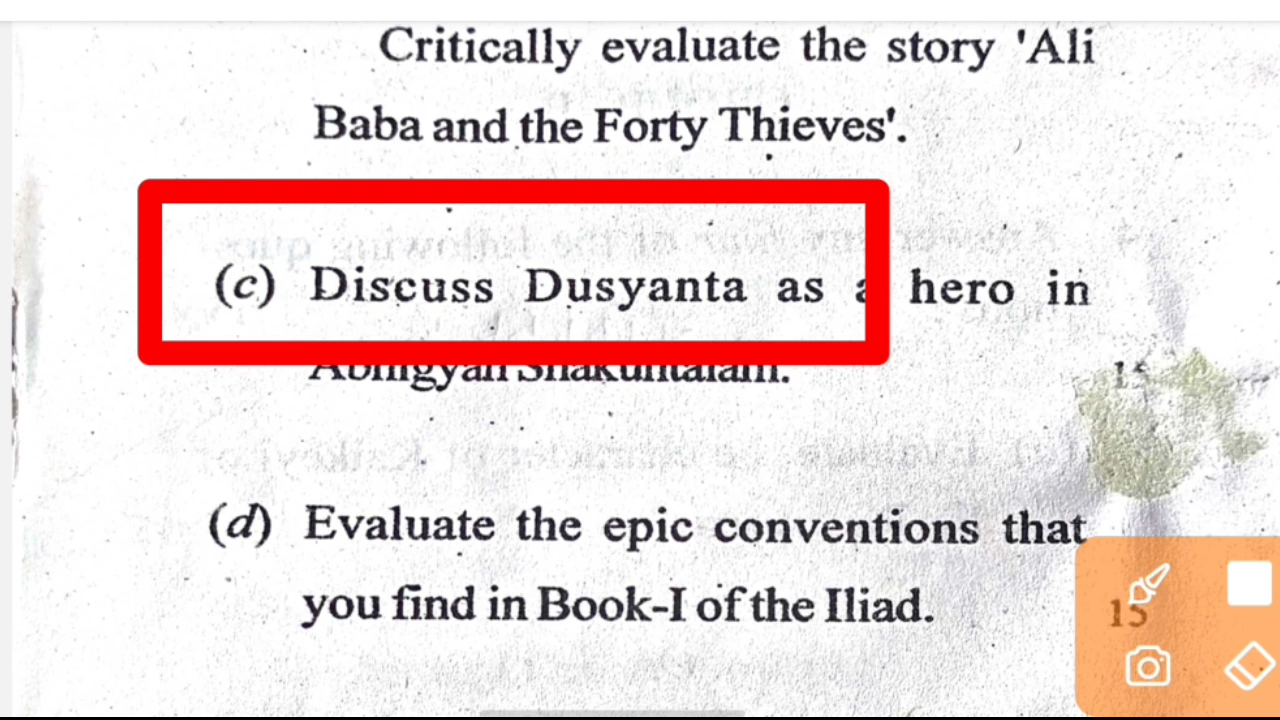 Critically evaluate the story 'Ali
Baba and the Forty Thieves'.
(c) Discuss Dusyanta as a hero in
Abhigyan Shakuntalam. 15
(d) Evaluate the epic conventions that
you find in Book-I of the Iliad. 15